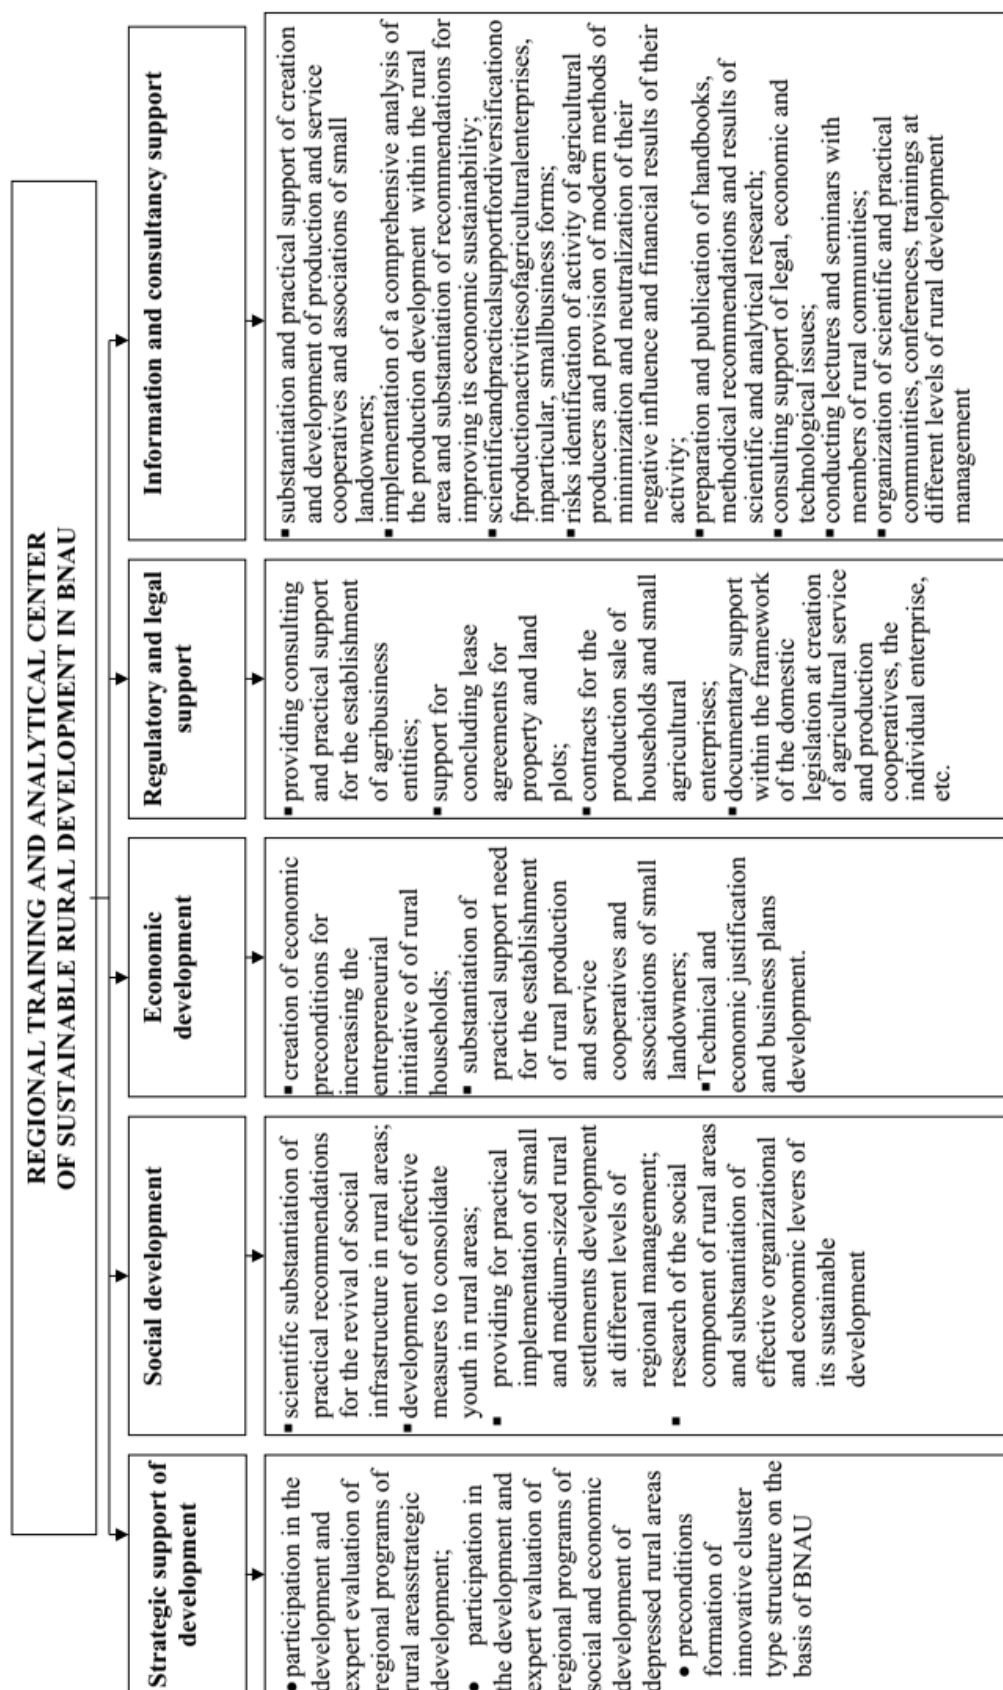 REGIONAL TRAINING AND ANALYTICAL CENTER
OF SUSTAINABLE RURAL DEVELOPMENT IN BNAU
Strategic support of
development
▪ participation in the
development and
expert evaluation of
regional programs of
rural areasstrategic
development;
• participation in
the development and
expert evaluation of
regional programs of
social and economic
development of
depressed rural areas
• preconditions
formation of
innovative cluster
type structure on the
basis of BNAU
Social development
▪ scientific substantiation of
practical recommendations
for the revival of social
infrastructure in rural areas;
▪ development of effective
measures to consolidate
youth in rural areas;
▪ providing for practical
implementation of small
and medium-sized rural
settlements development
at different levels of
regional management;
▪ research of the social
component of rural areas
and substantiation of
effective organizational
and economic levers of
its sustainable
development
Economic
development
▪ creation of economic
preconditions for
increasing the
entrepreneurial
initiative of of rural
households;
▪ substantiation of
practical support need
for the establishment
of rural production
and service
cooperatives and
associations of small
landowners;
▪Technical and
economic justification
and business plans
development.
Regulatory and legal
support
▪ providing consulting
and practical support
for the establishment
of agribusiness
entities;
▪ support for
concluding lease
agreements for
property and land
plots;
▪ contracts for the
production sale of
households and small
agricultural
enterprises;
▪ documentary support
within the framework
of the domestic
legislation at creation
of agricultural service
and production
cooperatives, the
individual enterprise,
etc.
Information and consultancy support
▪ substantiation and practical support of creation
and development of production and service
cooperatives and associations of small
landowners;
▪ implementation of a comprehensive analysis of
the production development within the rural
area and substantiation of recommendations for
improving its economic sustainability;
▪ scientificandpracticalsupportfordiversificationo
fproductionactivitiesofagriculturalenterprises,
inparticular, smallbusiness forms;
▪ risks identification of activity of agricultural
producers and provision of modern methods of
minimization and neutralization of their
negative influence and financial results of their
activity;
▪ preparation and publication of handbooks,
methodical recommendations and results of
scientific and analytical research;
▪ consulting support of legal, economic and
technological issues;
▪ conducting lectures and seminars with
members of rural communities;
▪ organization of scientific and practical
communities, conferences, trainings at
different levels of rural development
management